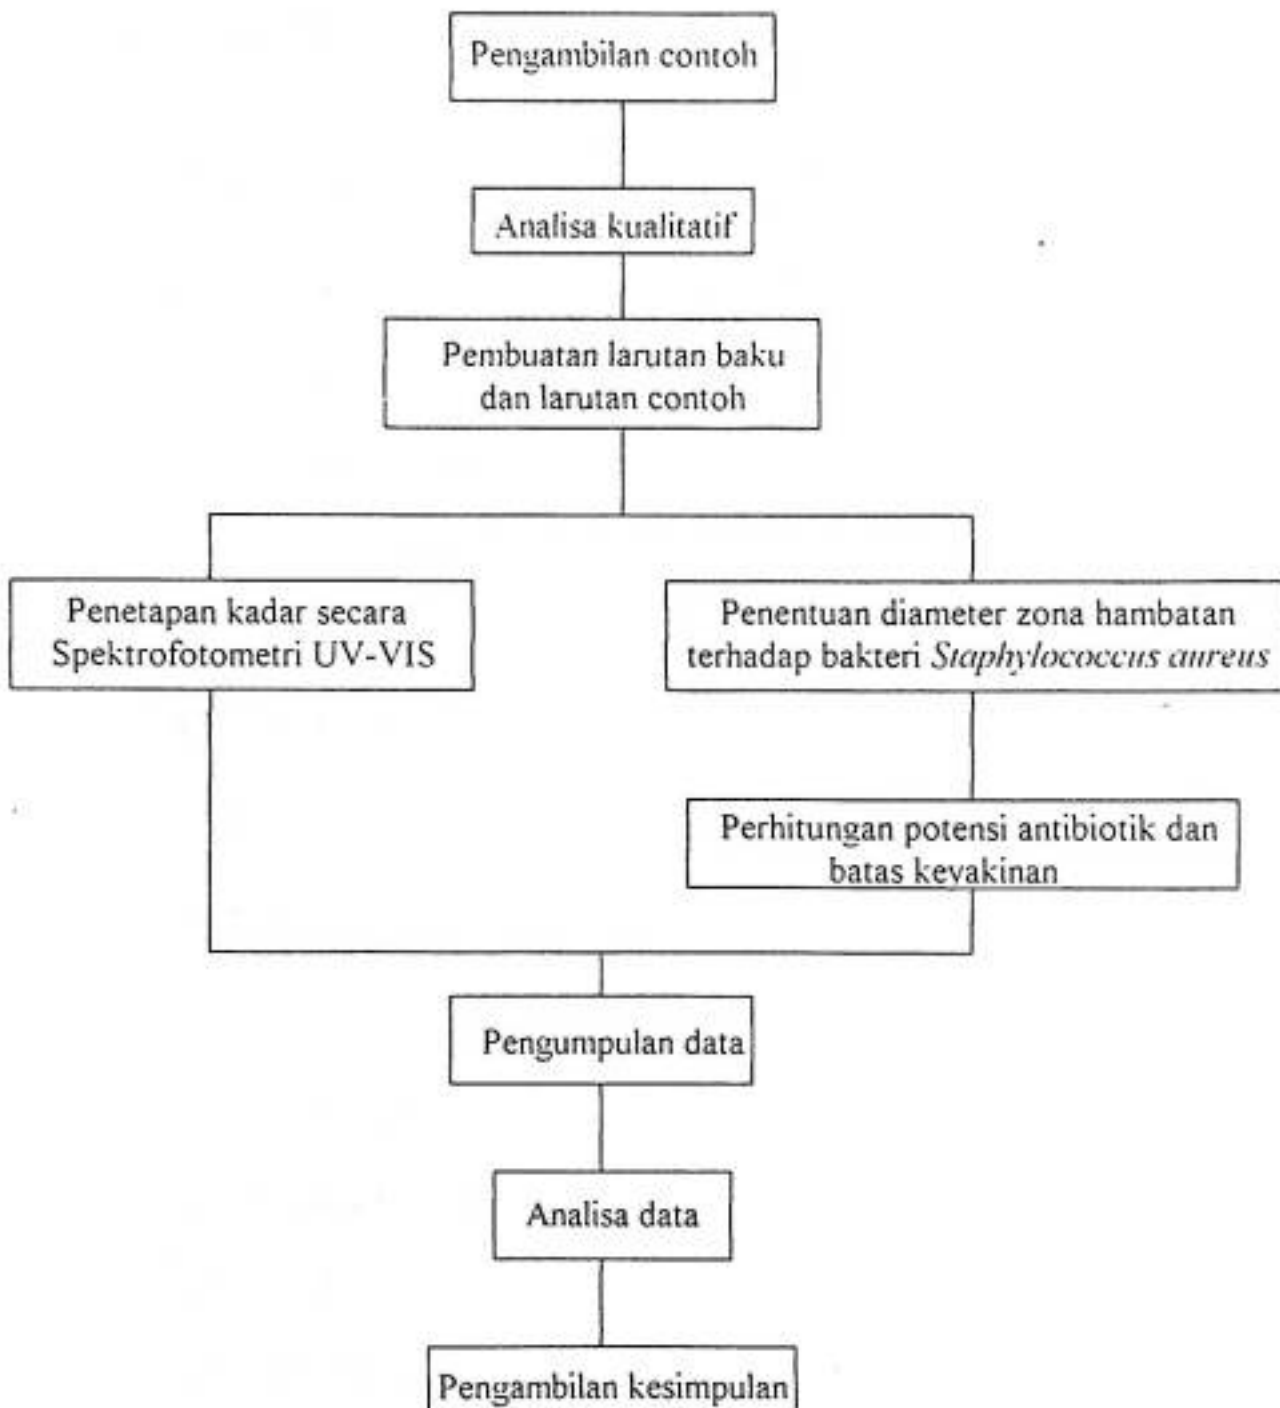 Pengambilan contoh
Analisa kualitatif
Pembuatan larutan baku
dan larutan contoh
Penetapan kadar secara
Spektrofotometri UV-VIS
Penentuan diameter zona hambatan
terhadap bakteri Staphylococcus aureus
Perhitungan potensi antibiotik dan
batas keyakinan
Pengumpulan data
Analisa data
Pengambilan kesimpulan